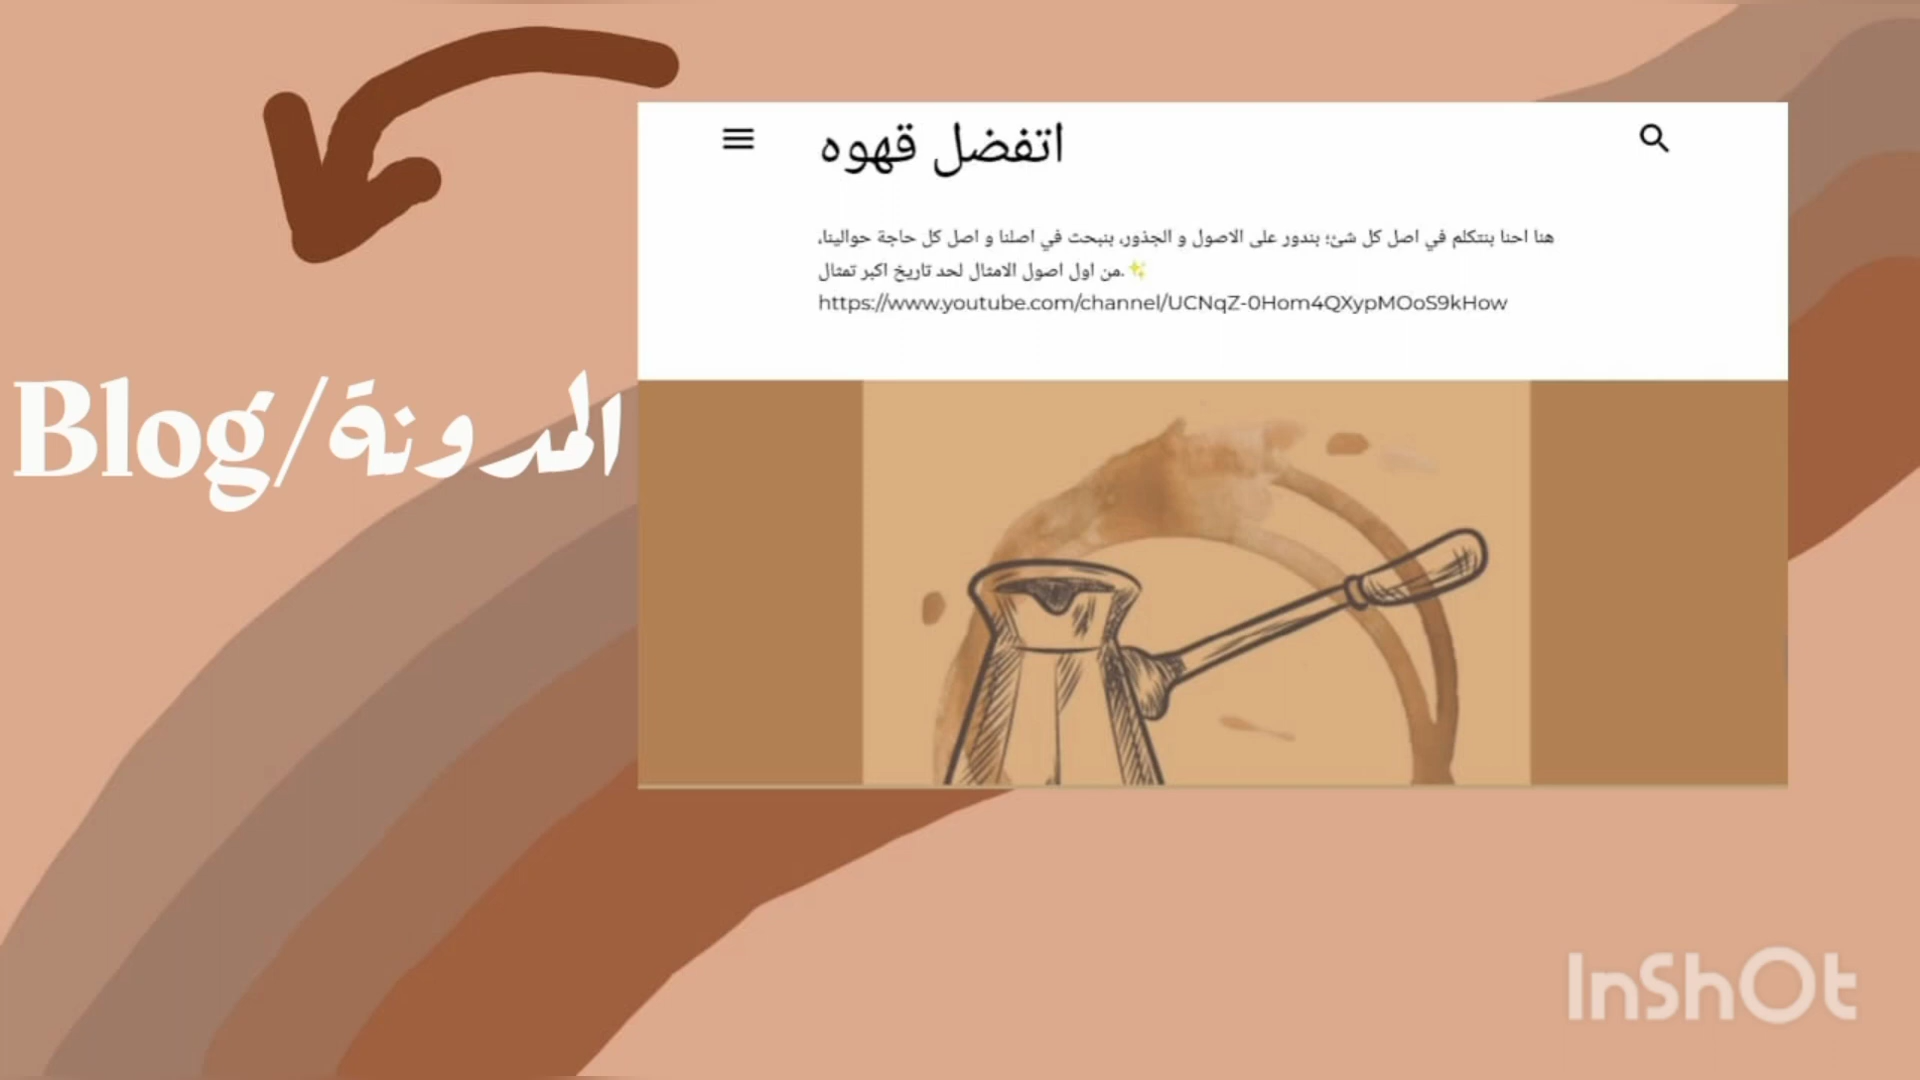 اتفضل قهوه
هنا احنا بنتكلم في اصل كل شئ؛ بندور على الاصول و الجذور، بنبحث في اصلنا و اصل كل حاجة حوالينا،
من اول اصول الامثال لحد تاريخ اكبر تمثال.✨
https://www.youtube.com/channel/UCNqZ-0Hom4QXypMOoS9kHow
Blog/المدونة
InShOt